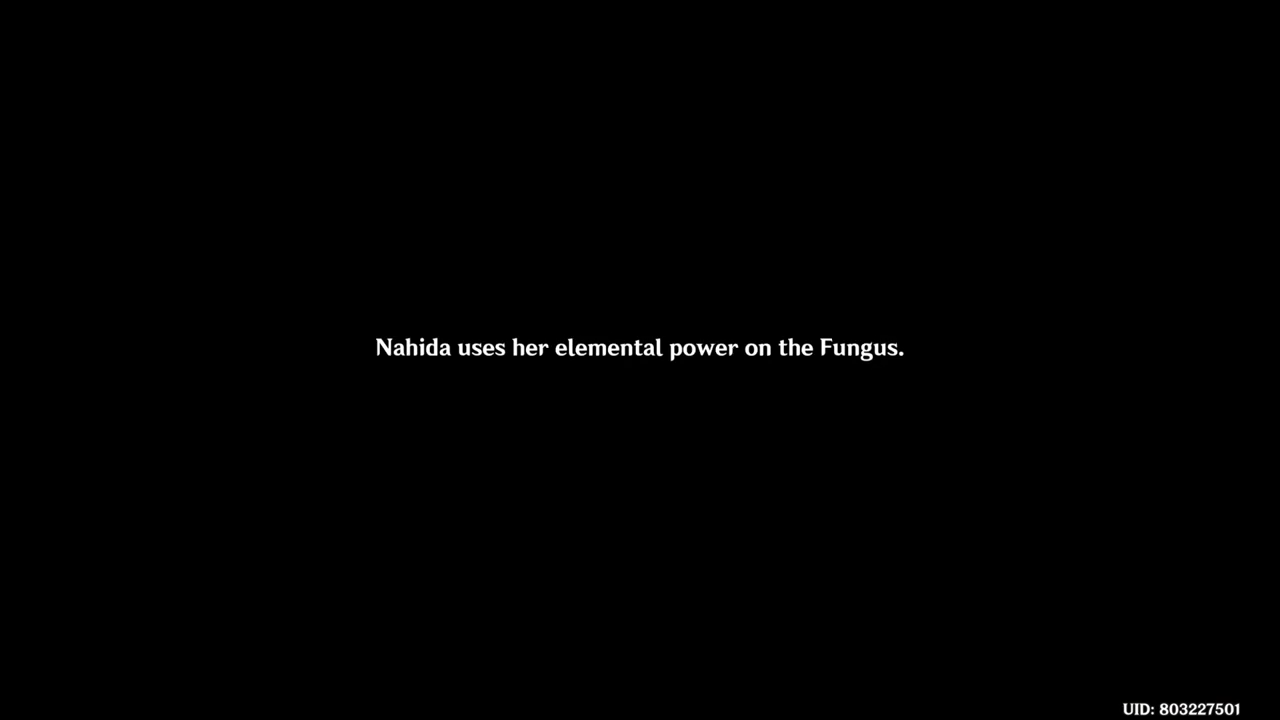 Nahida uses her elemental power on the Fungus.
UID: 803227501